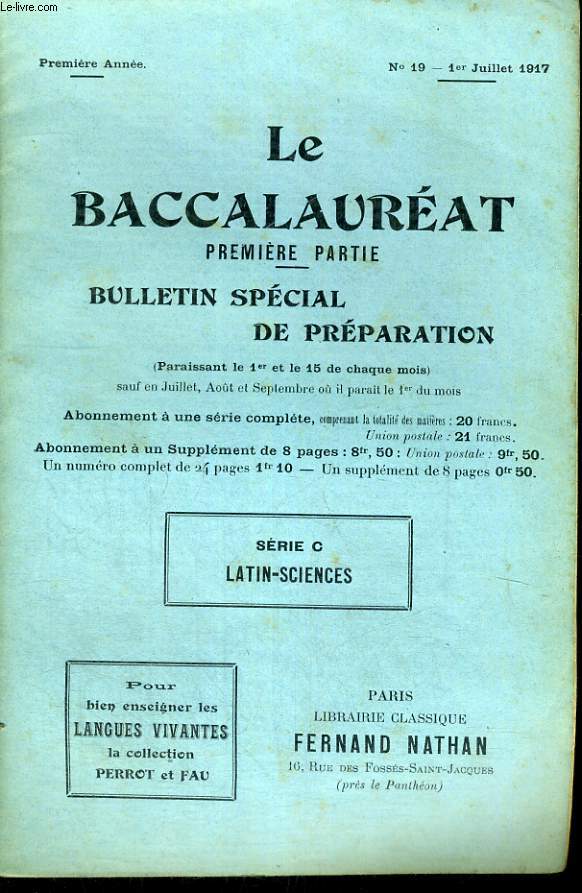 Le-livre.com
Première Année.
No 19 — 1er Juillet 1917
Le
BACCALAURÉAT
PREMIÈRE PARTIE
BULLETIN SPÉCIAL
DE PRÉPARATION
(Paraissant le 1er et le 15 de chaque mois)
sauf en Juillet, Août et Septembre où il paraît le 1er du mois
Abonnement à une série complète, comprenant la totalité des matières : 20 francs.
Union postale : 21 francs.
Abonnement à un Supplément de 8 pages : 8fr, 50 : Union postale : 9fr, 50.
Un numéro complet de 24 pages 1fr 10 — Un supplément de 8 pages 0fr 50.
SÉRIE C
LATIN-SCIENCES
Pour
bien enseigner les
LANGUES VIVANTES
la collection
PERROT et FAU
PARIS
LIBRAIRIE CLASSIQUE
FERNAND NATHAN
16, RUE DES FOSSÉS-SAINT-JACQUES
(près le Panthéon)